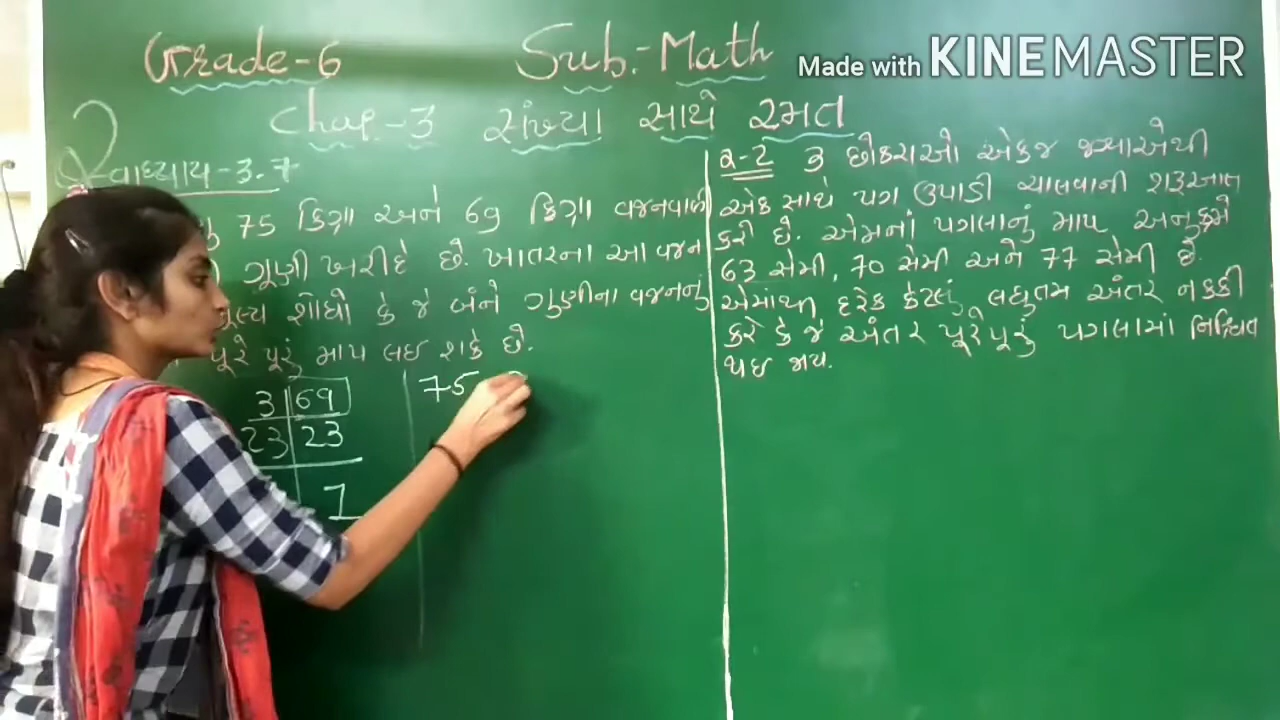 Grade-6 Sub.-Math
Made with KINEMASTER
Chap.-3 સંખ્યા સાથે રમત
સ્વાધ્યાય-3.7
75 કિગ્રા અને 69 કિગ્રા વજનવાળી
ગૂણી ખરીદે છે. ખાતરના આ વજન
મૂલ્ય શોધો કે જે બંને ગૂણીના વજનનું
પૂરે પૂરું માપ લઇ શકે છે.
3 69
23 23
1
75
2-2 3 છોકરાઓ એકજ જગ્યાએથી
એક સાથે પગ ઉપાડી ચાલવાની શરૂઆત
કરી છે. એમનાં પગલાનું માપ અનુક્રમે
63 સેમી, 70 સેમી અને 77 સેમી છે.
એમાંથી દરેક કેટલું લઘુતમ અંતર નક્કી
કરે કે જે અંતર પૂરેપૂરું પગલામાં નિશ્ચિત
થઇ જાય.